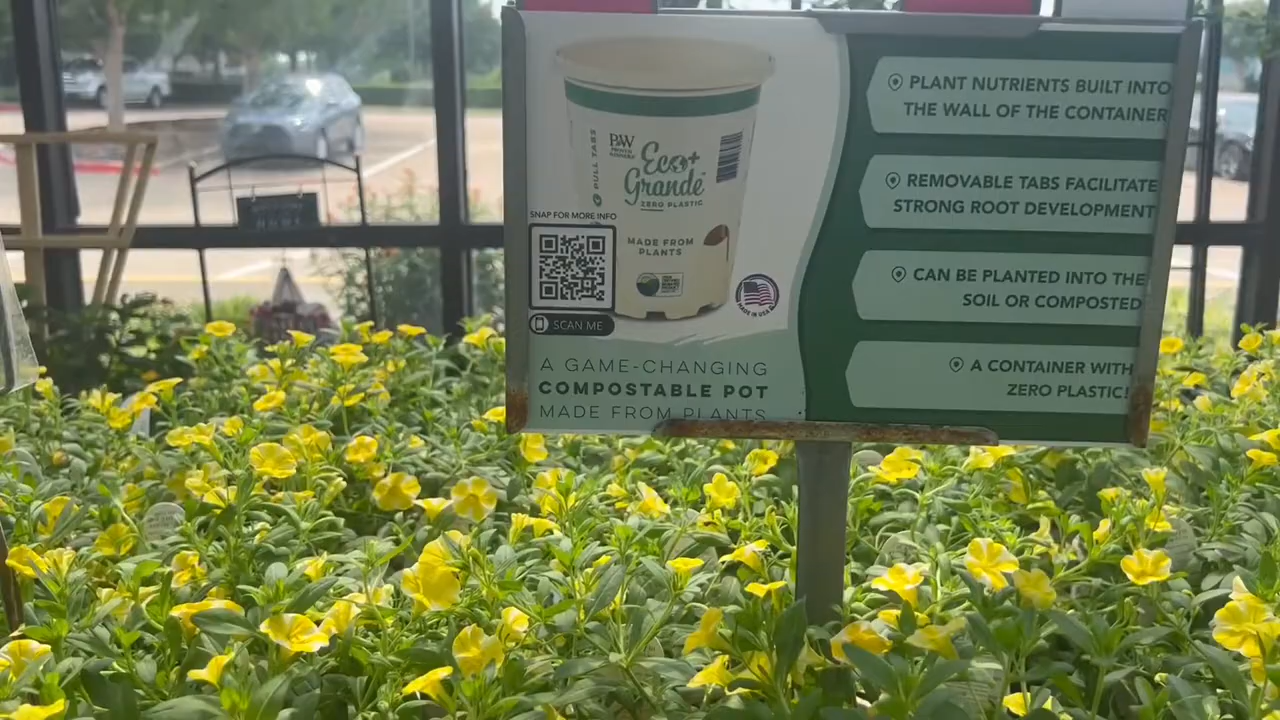 PULL TABS
PW
PROVEN WINNERS
Eco+
Grande™
ZERO PLASTIC
MADE FROM
PLANTS
SNAP FOR MORE INFO
SCAN ME
MADE IN USA
A GAME-CHANGING
COMPOSTABLE POT
MADE FROM PLANTS
PLANT NUTRIENTS BUILT INTO
THE WALL OF THE CONTAINER
REMOVABLE TABS FACILITATE
STRONG ROOT DEVELOPMENT
CAN BE PLANTED INTO THE
SOIL OR COMPOSTED
A CONTAINER WITH
ZERO PLASTIC!